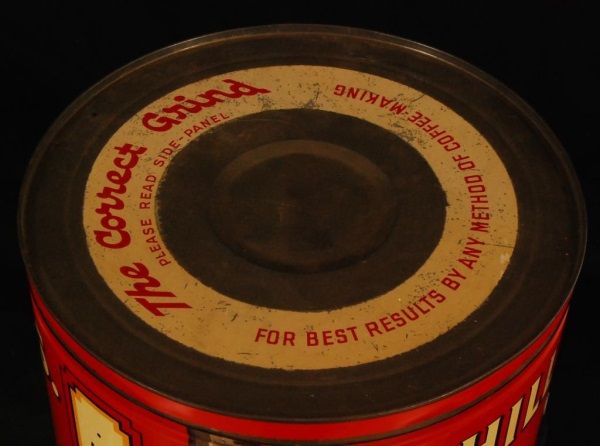 The Correct Grind
PLEASE READ SIDE-PANEL
FOR BEST RESULTS BY ANY METHOD OF COFFEE-MAKING